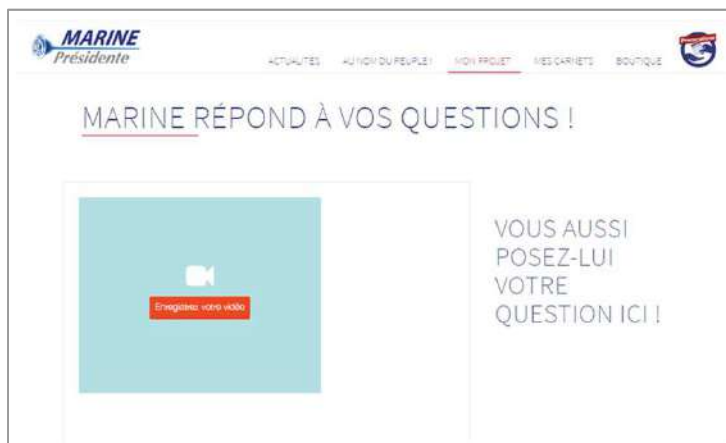 MARINE
Présidente
ACTUALITÉS AU NOM DU PEUPLE ! MON PROJET MES CARNETS BOUTIQUE
MARINE RÉPOND À VOS QUESTIONS !
Enregistrez votre vidéo
VOUS AUSSI
POSEZ-LUI
VOTRE
QUESTION ICI !